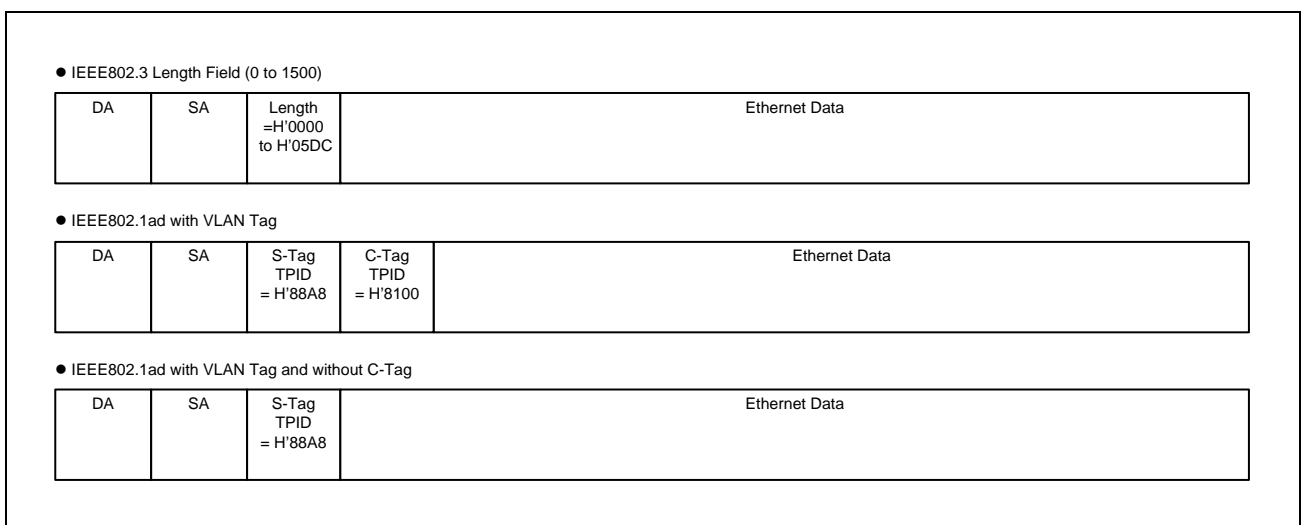 ● IEEE802.3 Length Field (0 to 1500)
DA
SA
Length
=H'0000
to H'05DC
Ethernet Data
● IEEE802.1ad with VLAN Tag
DA
SA
S-Tag
TPID
= H'88A8
C-Tag
TPID
= H'8100
Ethernet Data
● IEEE802.1ad with VLAN Tag and without C-Tag
DA
SA
S-Tag
TPID
= H'88A8
Ethernet Data